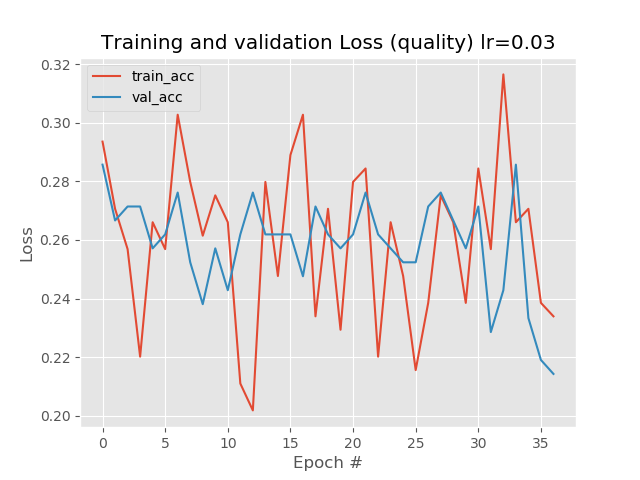 Training and validation Loss (quality) lr=0.03
train_acc
val_acc
0.32
0.30
0.28
0.26
0.24
0.22
0.20
Loss
0 5 10 15 20 25 30 35
Epoch #